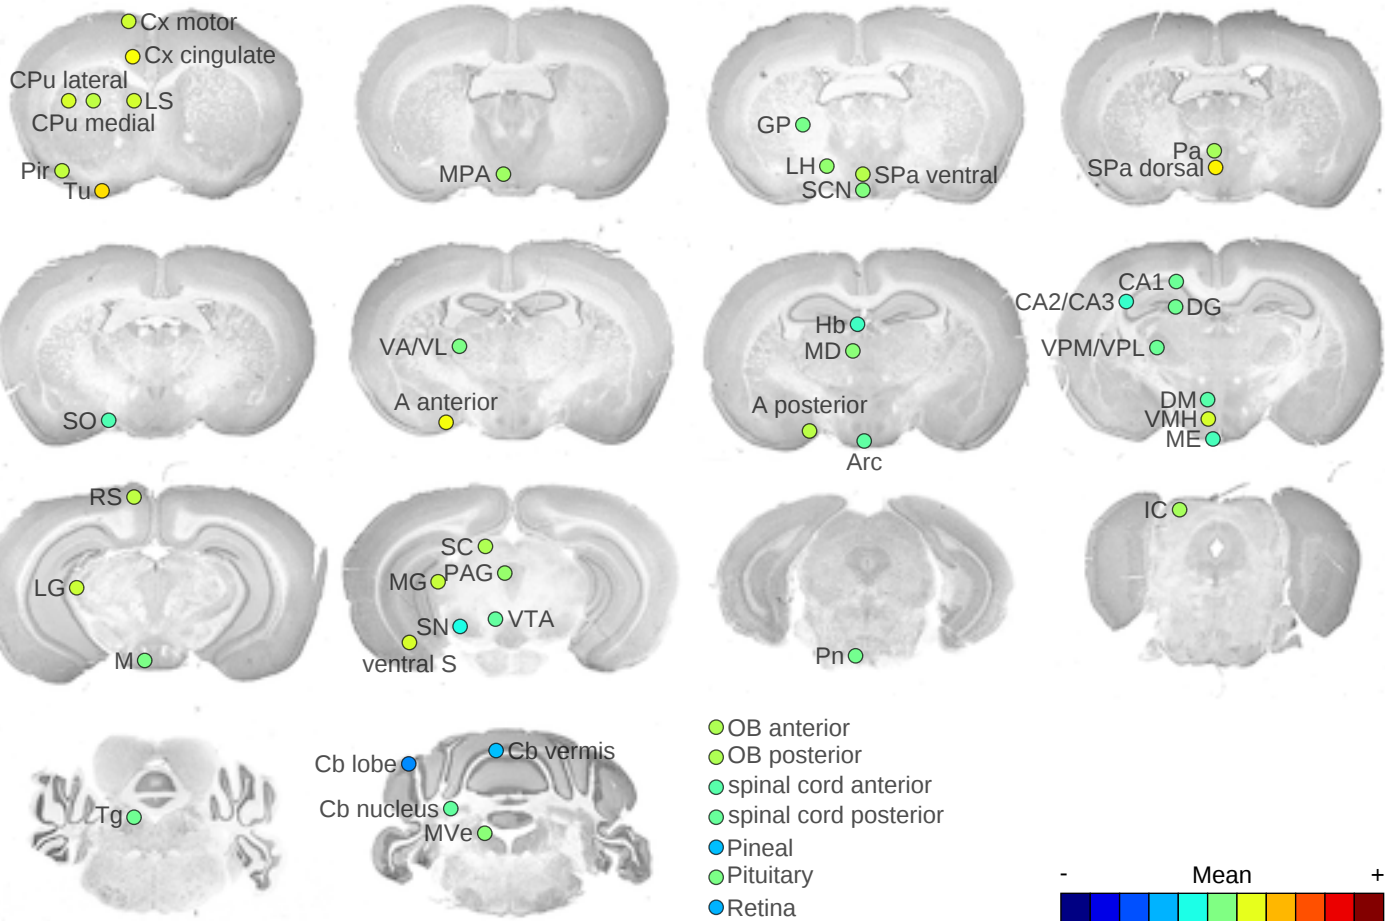 Cx motor
Cx cingulate
CPu lateral
LS
CPu medial
Pir
Tu
MPA
GP
LH
SPa ventral
SCN
Pa
SPa dorsal
SO
VA/VL
A anterior
Hb
MD
A posterior
Arc
CA1
CA2/CA3
DG
VPM/VPL
DM
VMH
ME
RS
LG
M
SC
MG
PAG
SN
VTA
ventral S
Pn
IC
Tg
Cb lobe
Cb vermis
Cb nucleus
MVe
OB anterior
OB posterior
spinal cord anterior
spinal cord posterior
Pineal
Pituitary
Retina
- Mean +